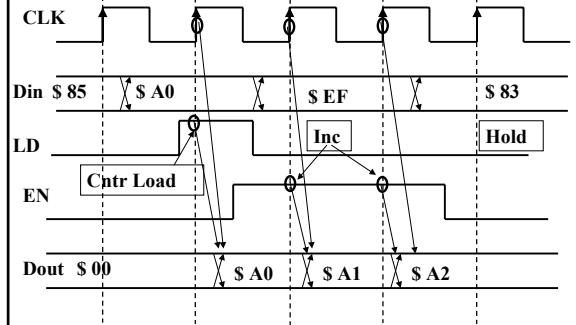 CLK
Din $ 85 $ A0 $ EF $ 83
LD Inc Hold
Cntr Load
EN
Dout $ 00 $ A0 $ A1 $ A2